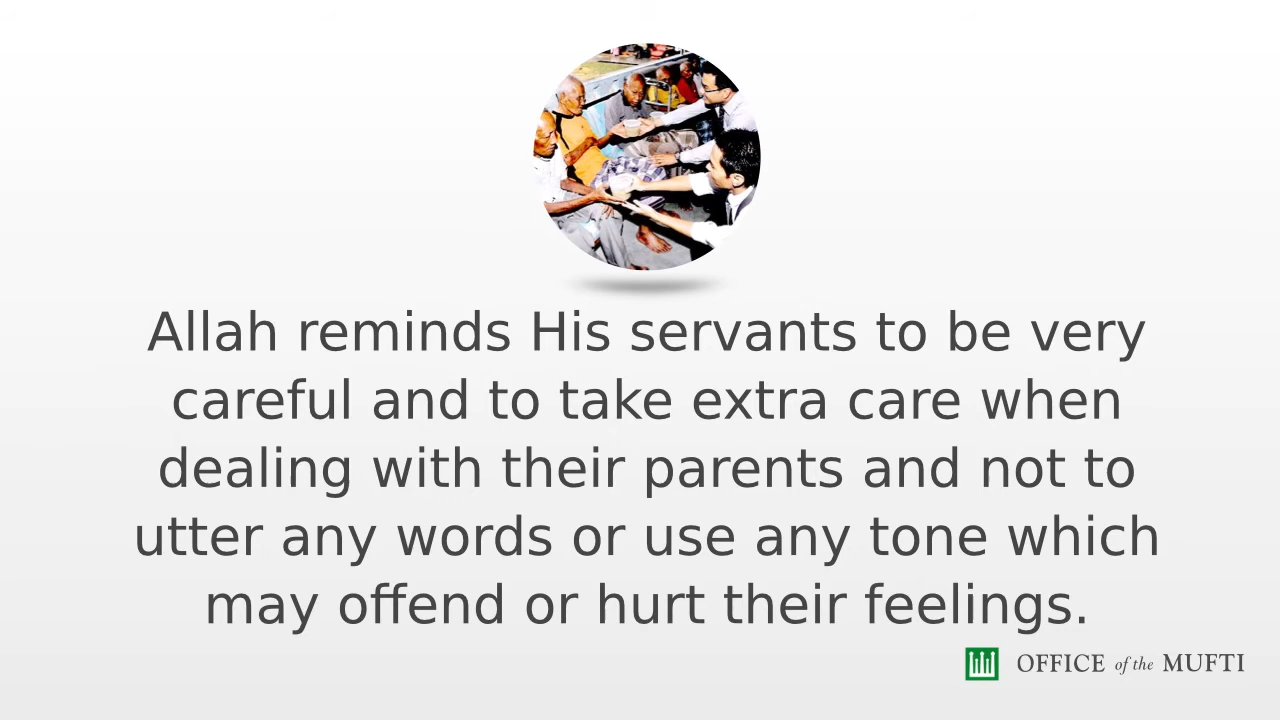 Allah reminds His servants to be very
careful and to take extra care when
dealing with their parents and not to
utter any words or use any tone which
may offend or hurt their feelings.
OFFICE of the MUFTI